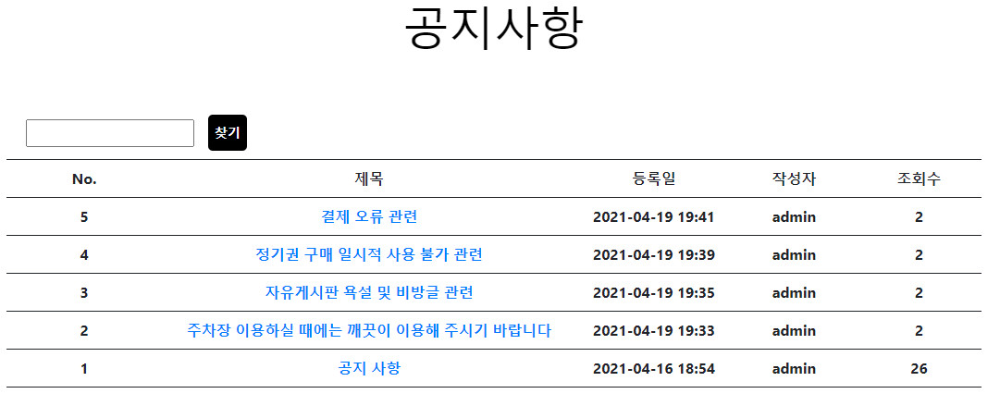 공지사항
찾기
No. 제목 등록일 작성자 조회수
5 결제 오류 관련 2021-04-19 19:41 admin 2
4 정기권 구매 일시적 사용 불가 관련 2021-04-19 19:39 admin 2
3 자유게시판 욕설 및 비방글 관련 2021-04-19 19:35 admin 2
2 주차장 이용하실 때에는 깨끗이 이용해 주시기 바랍니다 2021-04-19 19:33 admin 2
1 공지 사항 2021-04-16 18:54 admin 26